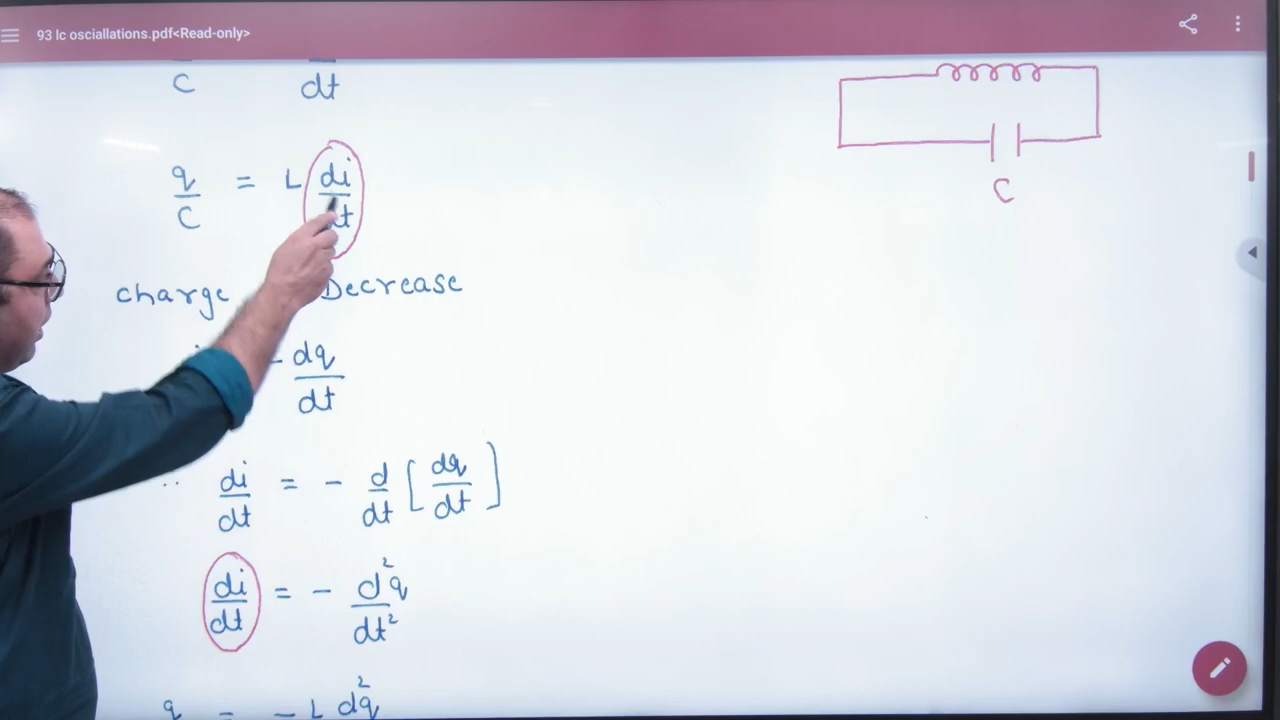 93 lc osciallations.pdf<Read-only>
C dt
q/C = L di/dt
C
charge Decrease
- dq/dt
∴ di/dt = - d/dt [dq/dt]
di/dt = - d²q/dt²
q = - L d²q